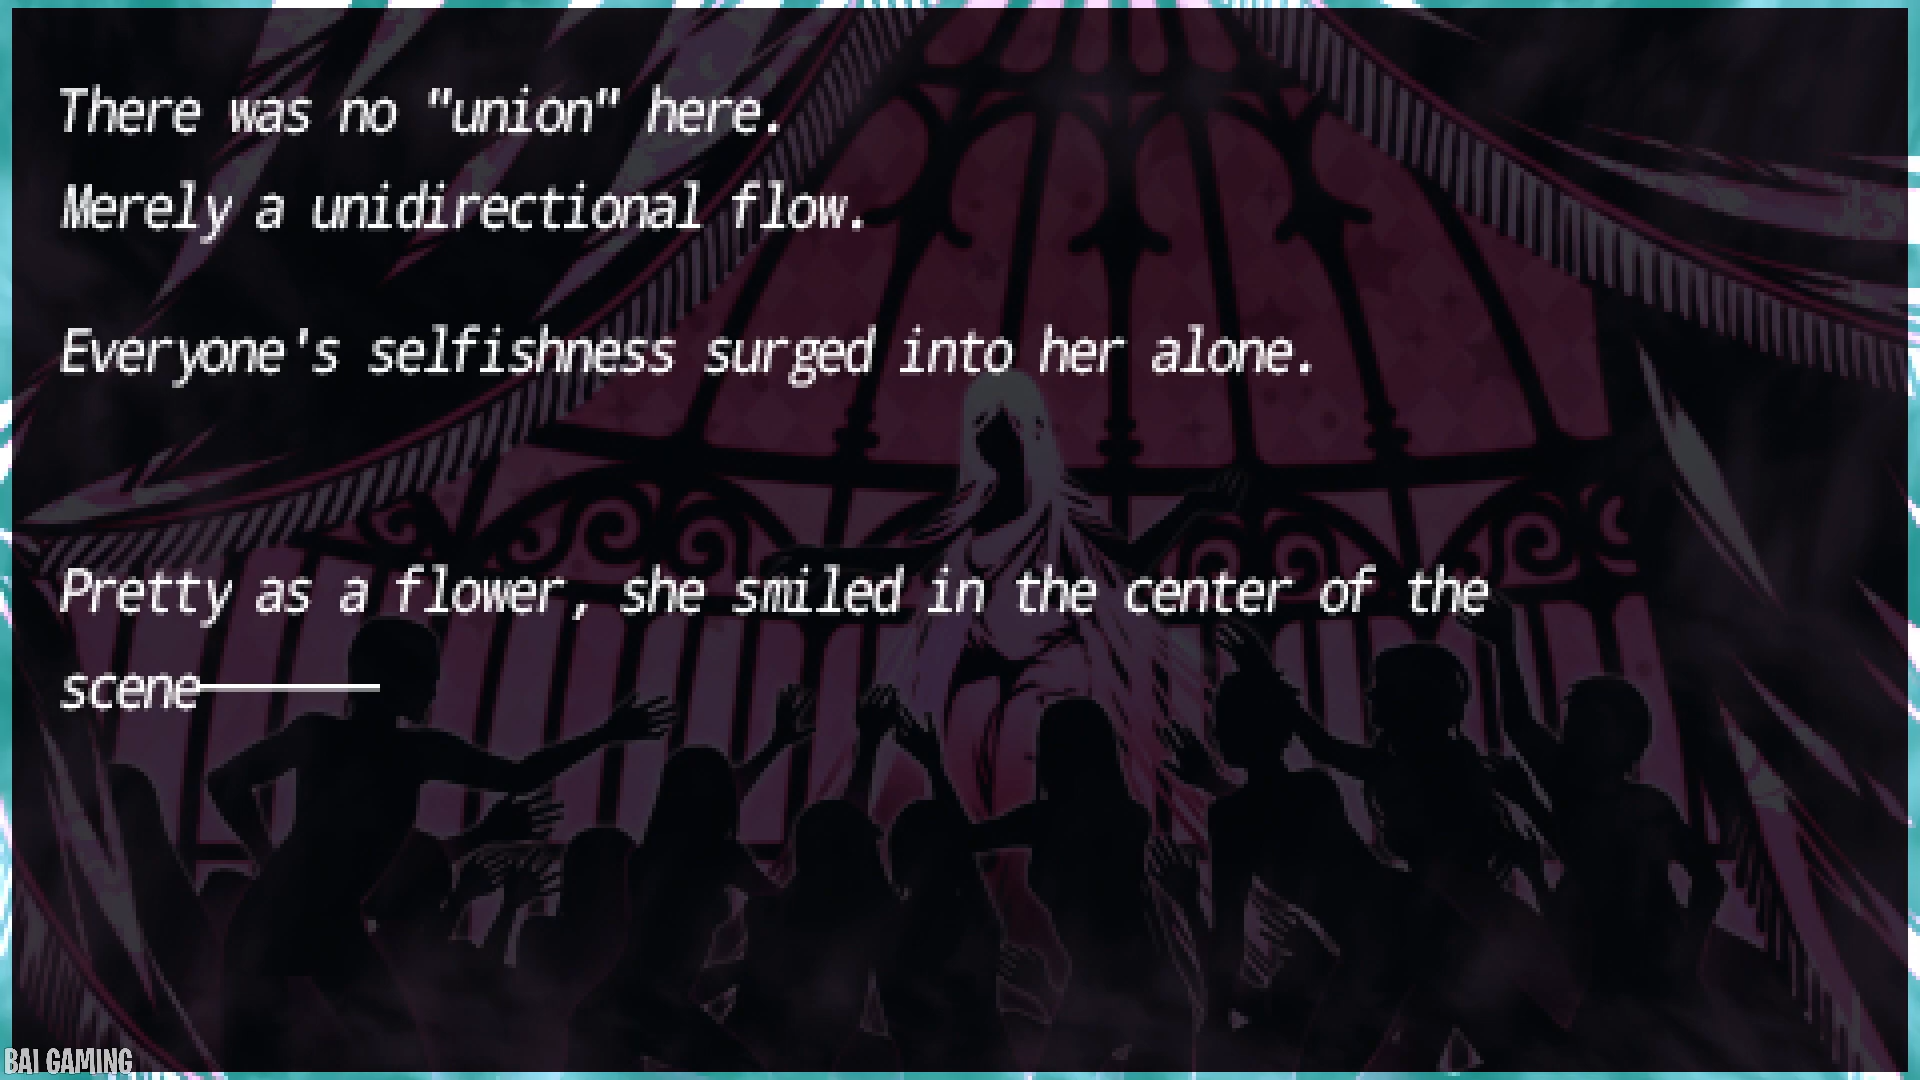 There was no "union" here.
Merely a unidirectional flow.
Everyone's selfishness surged into her alone.
Pretty as a flower, she smiled in the center of the
scene———
BAI GAMING